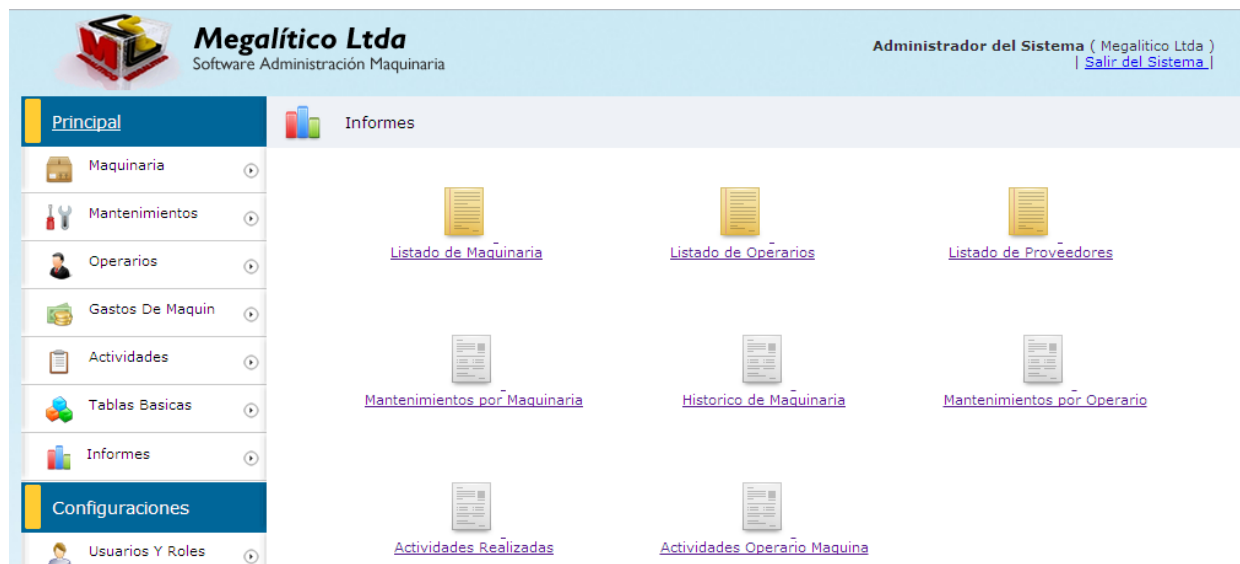 Megalítico Ltda
Software Administración Maquinaria
Administrador del Sistema ( Megalitico Ltda )
| Salir del Sistema |
Principal
Maquinaria
Mantenimientos
Operarios
Gastos De Maquin
Actividades
Tablas Basicas
Informes
Configuraciones
Usuarios Y Roles
Informes
Listado de Maquinaria
Listado de Operarios
Listado de Proveedores
Mantenimientos por Maquinaria
Historico de Maquinaria
Mantenimientos por Operario
Actividades Realizadas
Actividades Operario Maquina